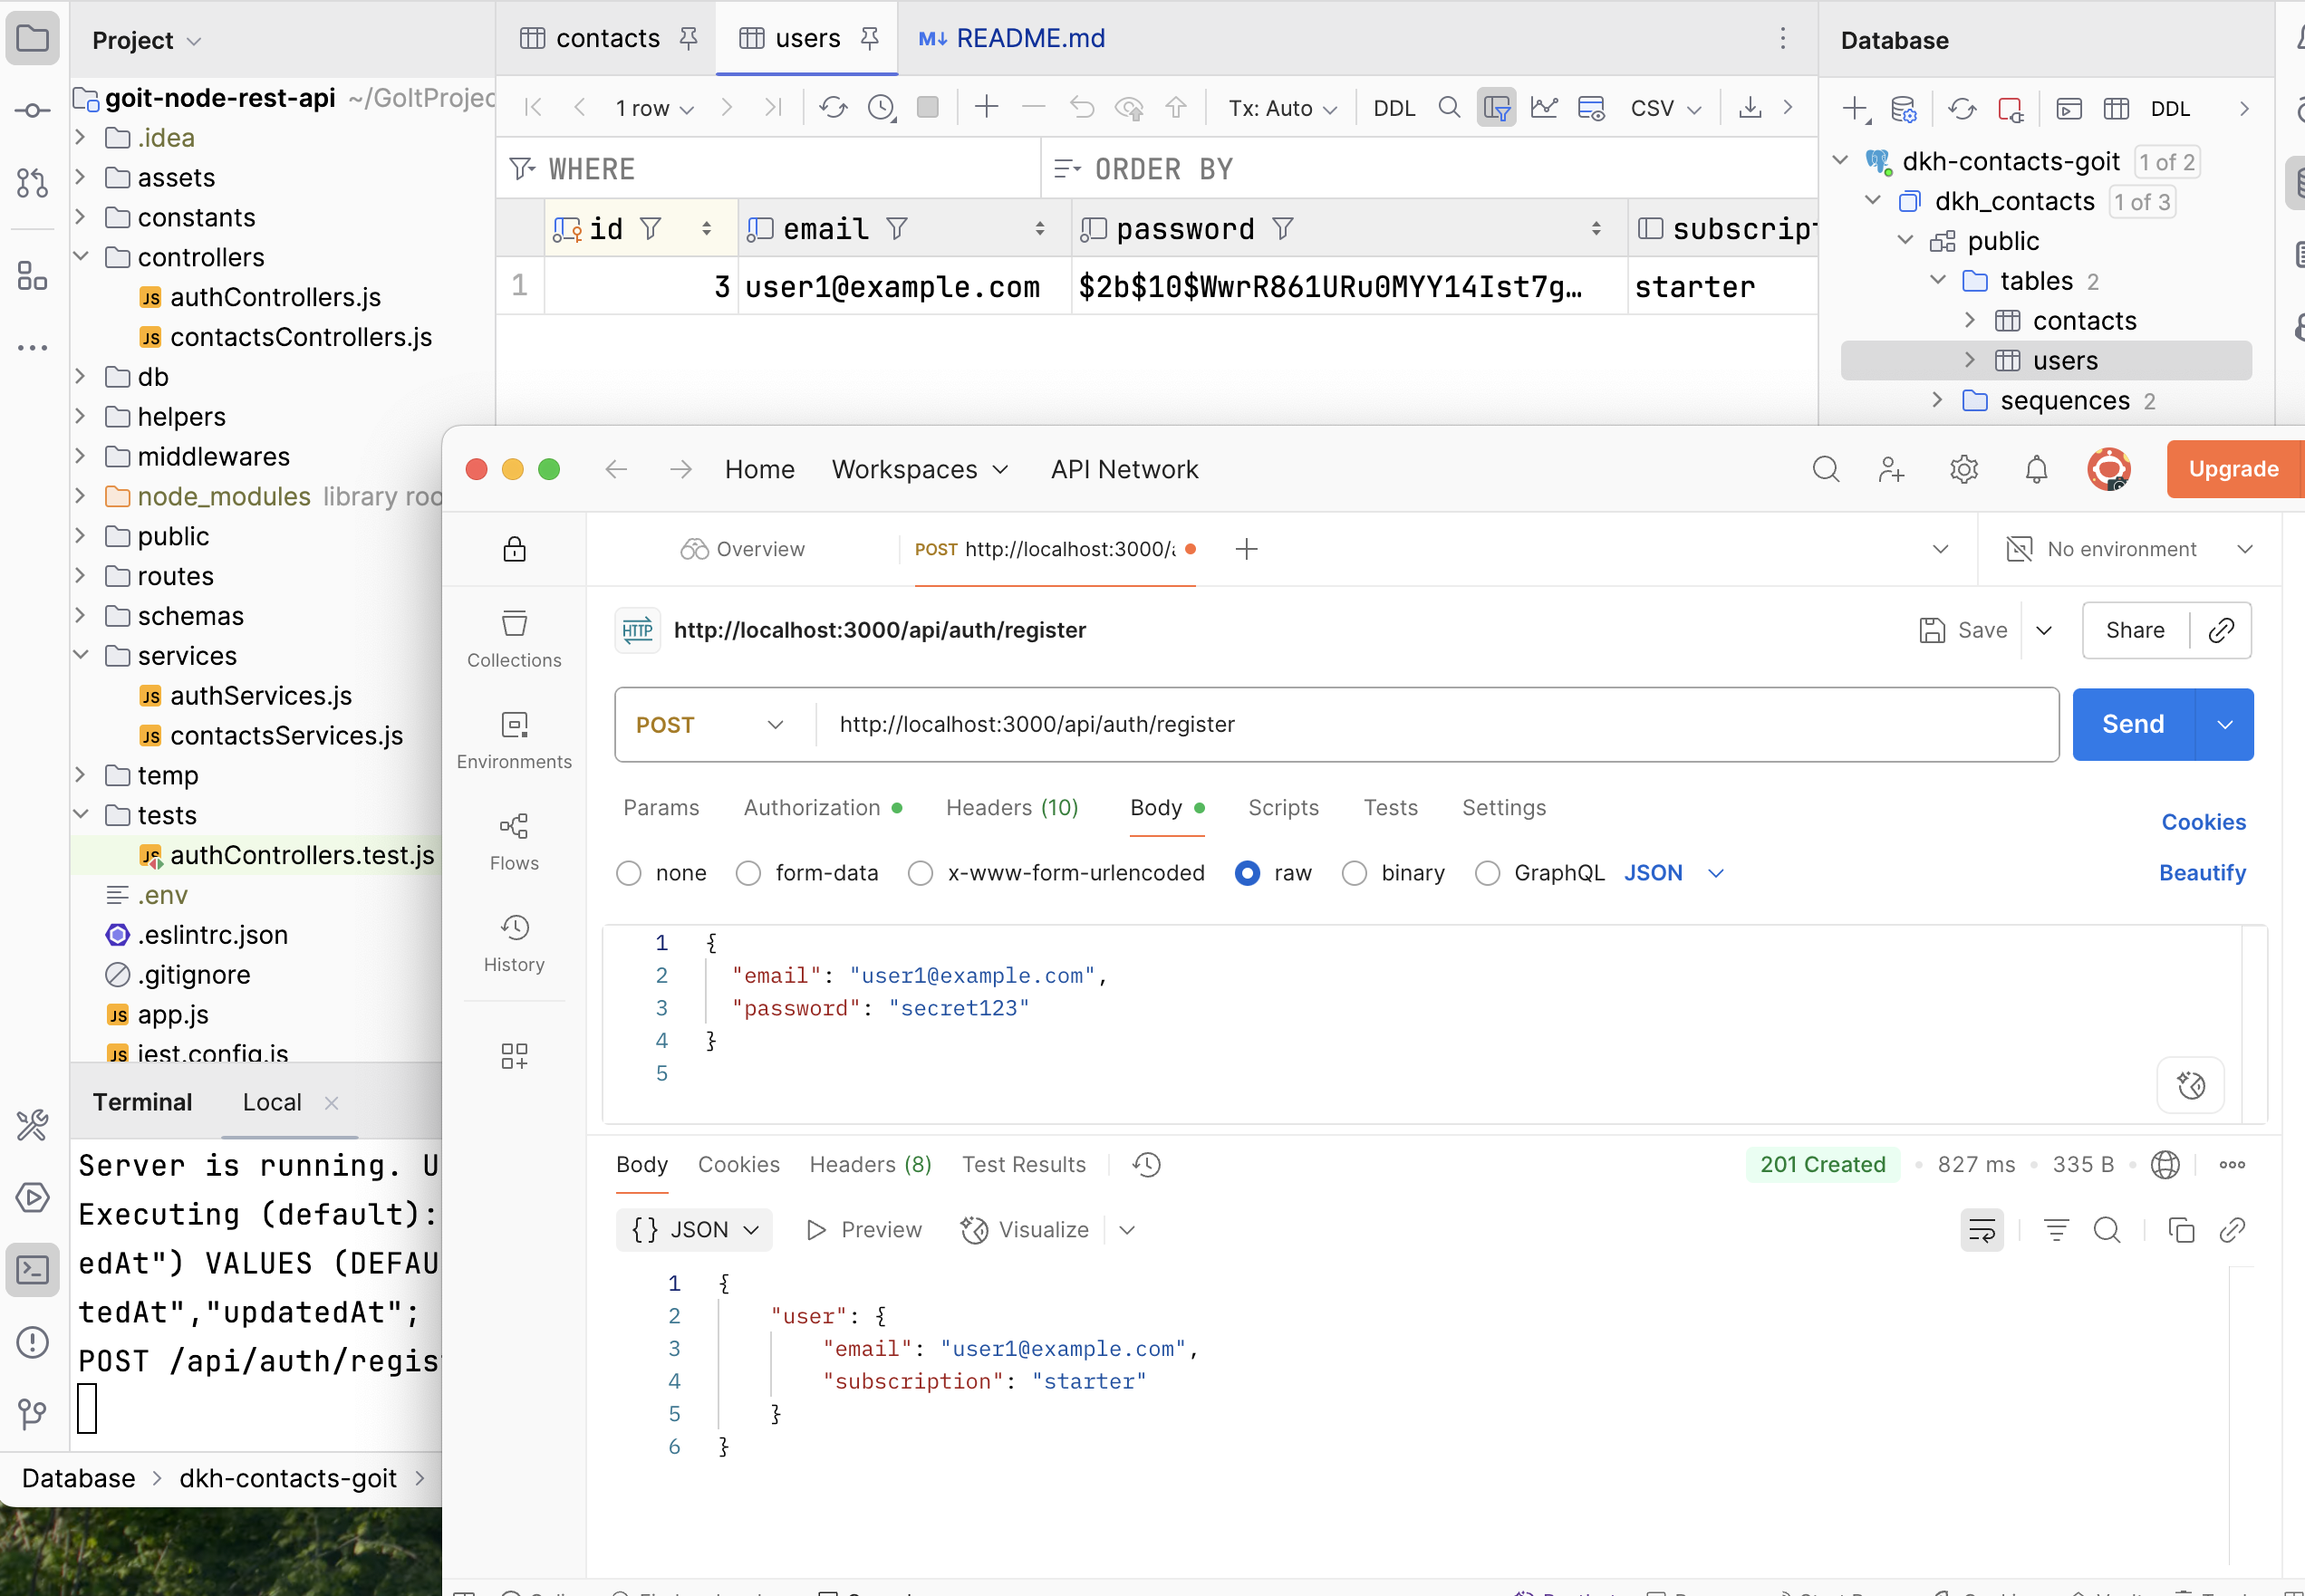 Project
goit-node-rest-api ~/GoItProjec
.idea
assets
constants
controllers
authControllers.js
contactsControllers.js
db
helpers
middlewares
node_modules library roo
public
routes
schemas
services
authServices.js
contactsServices.js
temp
tests
authControllers.test.js
.env
.eslintrc.json
.gitignore
app.js
jest.config.js
contacts users README.md
1 row Tx: Auto DDL CSV
WHERE ORDER BY
id email password subscript
1 3 user1@example.com $2b$10$WwrR861URu0MYY14Ist7g… starter
Database
DDL
dkh-contacts-goit 1 of 2
dkh_contacts 1 of 3
public
tables 2
contacts
users
sequences 2
Terminal Local
Server is running. U
Executing (default):
edAt") VALUES (DEFAU
tedAt","updatedAt";
POST /api/auth/regis
Database > dkh-contacts-goit >
Home Workspaces API Network Upgrade
Overview POST http://localhost:3000/a No environment
HTTP http://localhost:3000/api/auth/register Save Share
Collections
Environments
Flows
History
POST http://localhost:3000/api/auth/register Send
Params Authorization Headers (10) Body Scripts Tests Settings Cookies
none form-data x-www-form-urlencoded raw binary GraphQL JSON Beautify
1 {
2 "email": "user1@example.com",
3 "password": "secret123"
4 }
5
Body Cookies Headers (8) Test Results 201 Created 827 ms 335 B
{} JSON Preview Visualize
1 {
2 "user": {
3 "email": "user1@example.com",
4 "subscription": "starter"
5 }
6 }